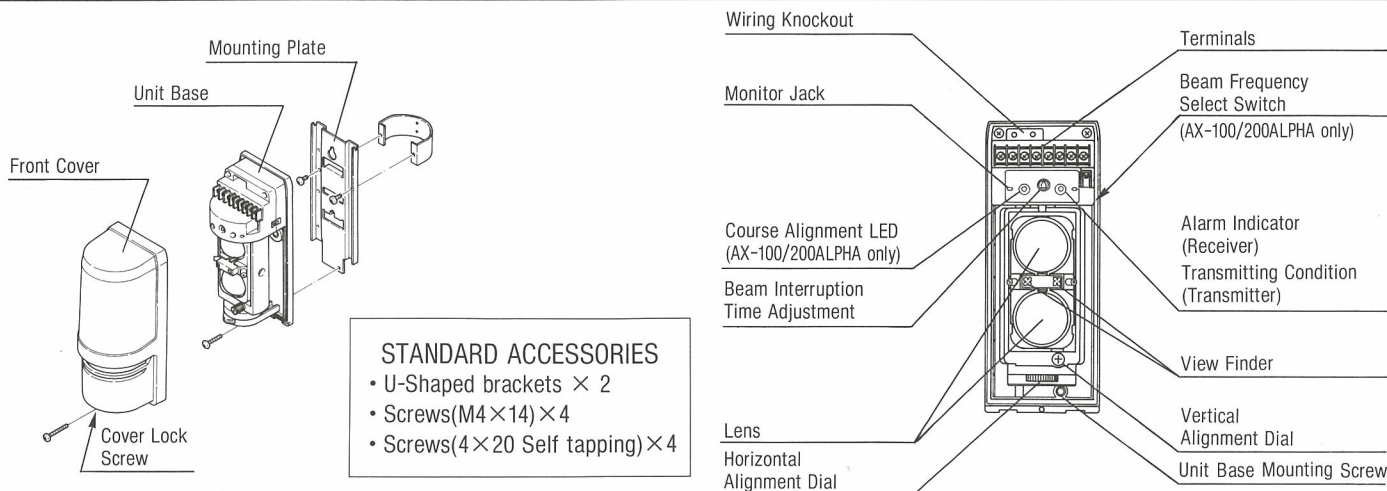 Mounting Plate
Unit Base
Front Cover
Cover Lock
Screw
STANDARD ACCESSORIES
• U-Shaped brackets × 2
• Screws(M4×14)×4
• Screws(4×20 Self tapping)×4
Wiring Knockout
Monitor Jack
Course Alignment LED
(AX-100/200ALPHA only)
Beam Interruption
Time Adjustment
Lens
Horizontal
Alignment Dial
Terminals
Beam Frequency
Select Switch
(AX-100/200ALPHA only)
Alarm Indicator
(Receiver)
Transmitting Condition
(Transmitter)
View Finder
Vertical
Alignment Dial
Unit Base Mounting Screw